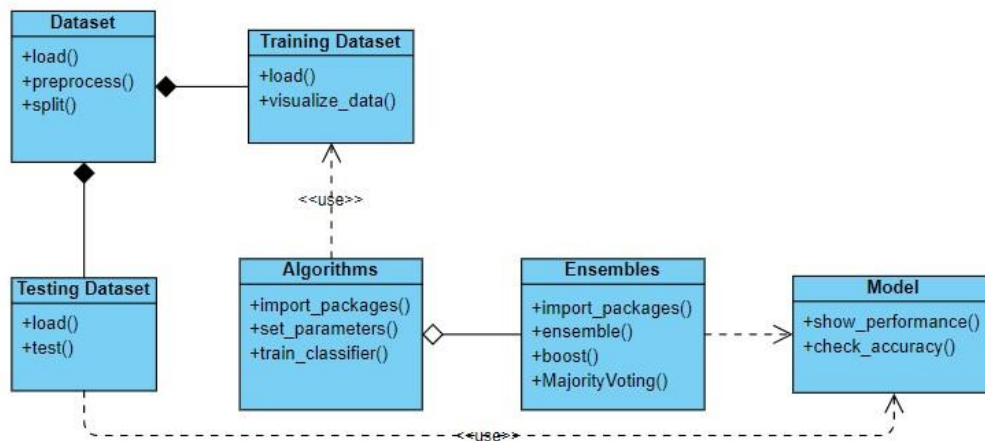 Dataset
+load()
+preprocess()
+split()
Training Dataset
+load()
+visualize_data()
<<use>>
Testing Dataset
+load()
+test()
Algorithms
+import_packages()
+set_parameters()
+train_classifier()
Ensembles
+import_packages()
+ensemble()
+boost()
+MajorityVoting()
Model
+show_performance()
+check_accuracy()
<<use>>